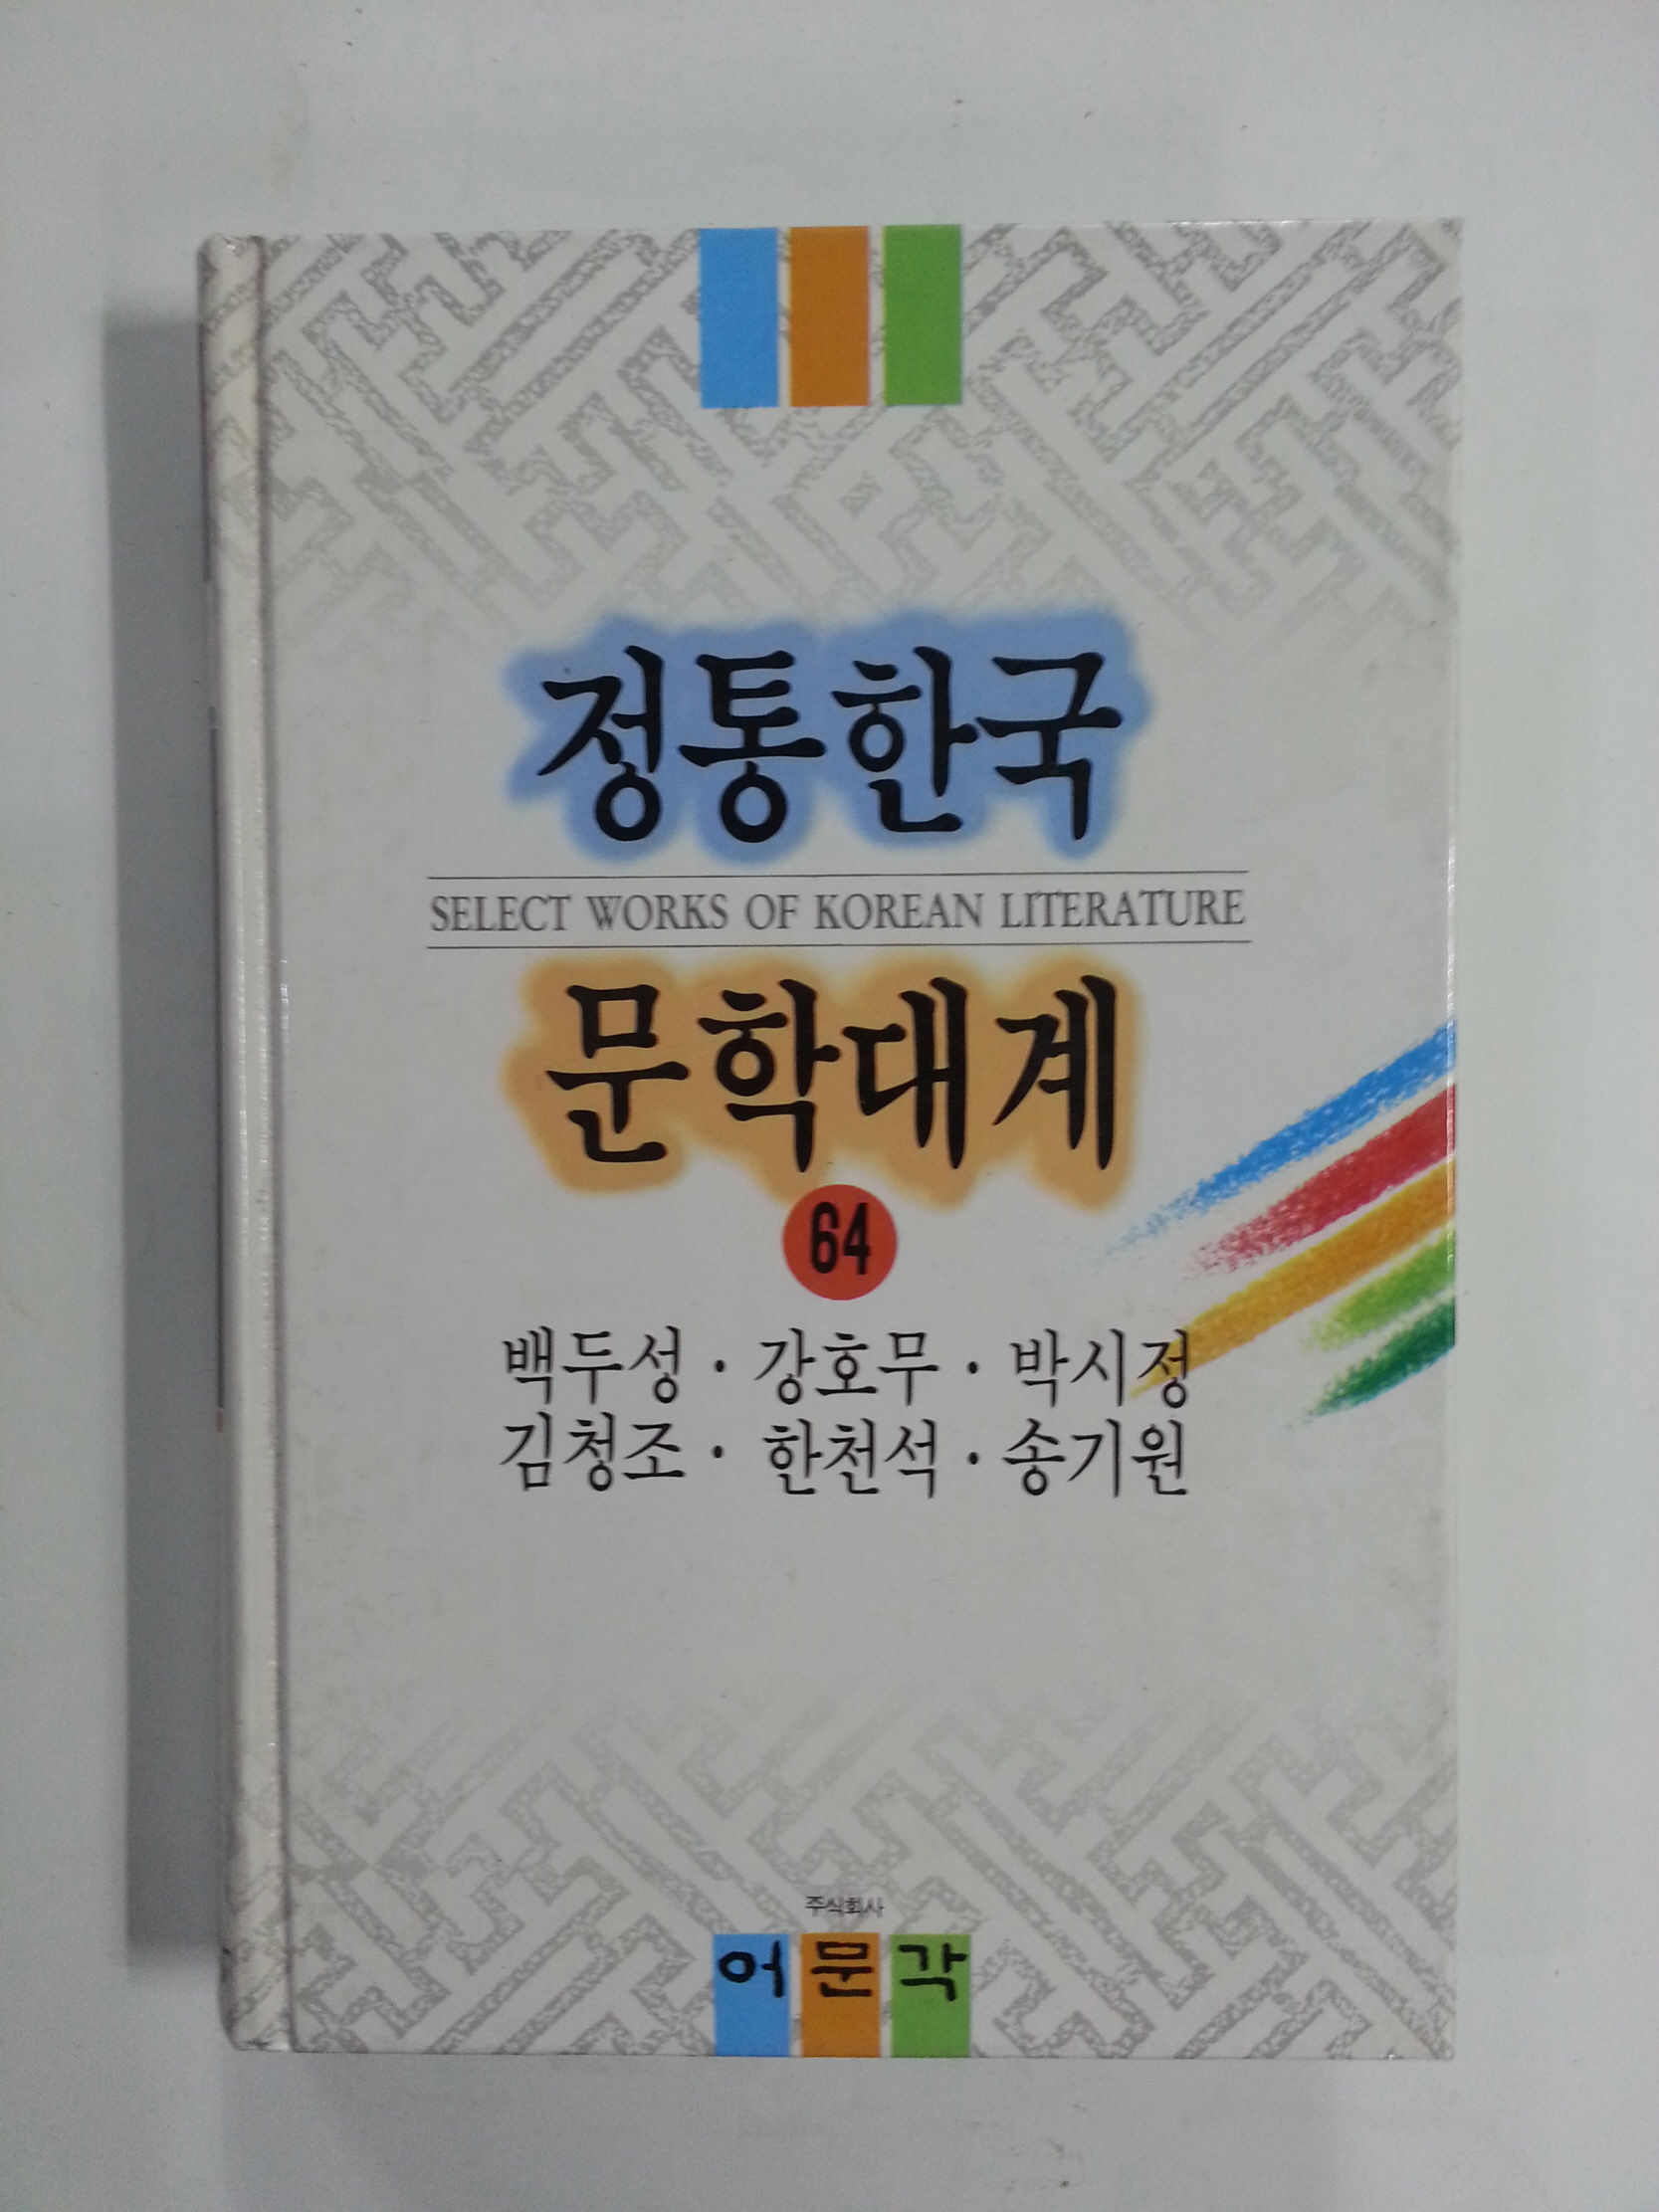 정통한국
SELECT WORKS OF KOREAN LITERATURE
문학대계
64
백두성 · 강호무 · 박시정
김청조 · 한천석 · 송기원
주식회사
어문각